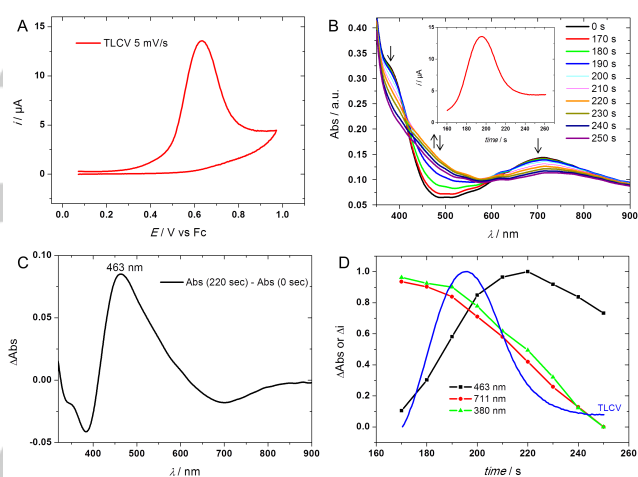 A
TLCV 5 mV/s
15
10
5
0
i / µA
0.0 0.2 0.4 0.6 0.8 1.0
E / V vs Fc
B
0.40
0.35
0.30
0.25
0.20
0.15
0.10
0.05
Abs / a.u.
400 500 600 700 800 900
λ / nm
15
10
5
0
i / µA
160 180 200 220 240 260
time / s
0 s
170 s
180 s
190 s
200 s
210 s
220 s
230 s
240 s
250 s
C
463 nm
Abs (220 sec) - Abs (0 sec)
0.10
0.05
0.00
-0.05
ΔAbs
400 500 600 700 800 900
λ / nm
D
1.0
0.8
0.6
0.4
0.2
0.0
ΔAbs or Δi
463 nm
711 nm
380 nm
TLCV
160 180 200 220 240 260
time / s